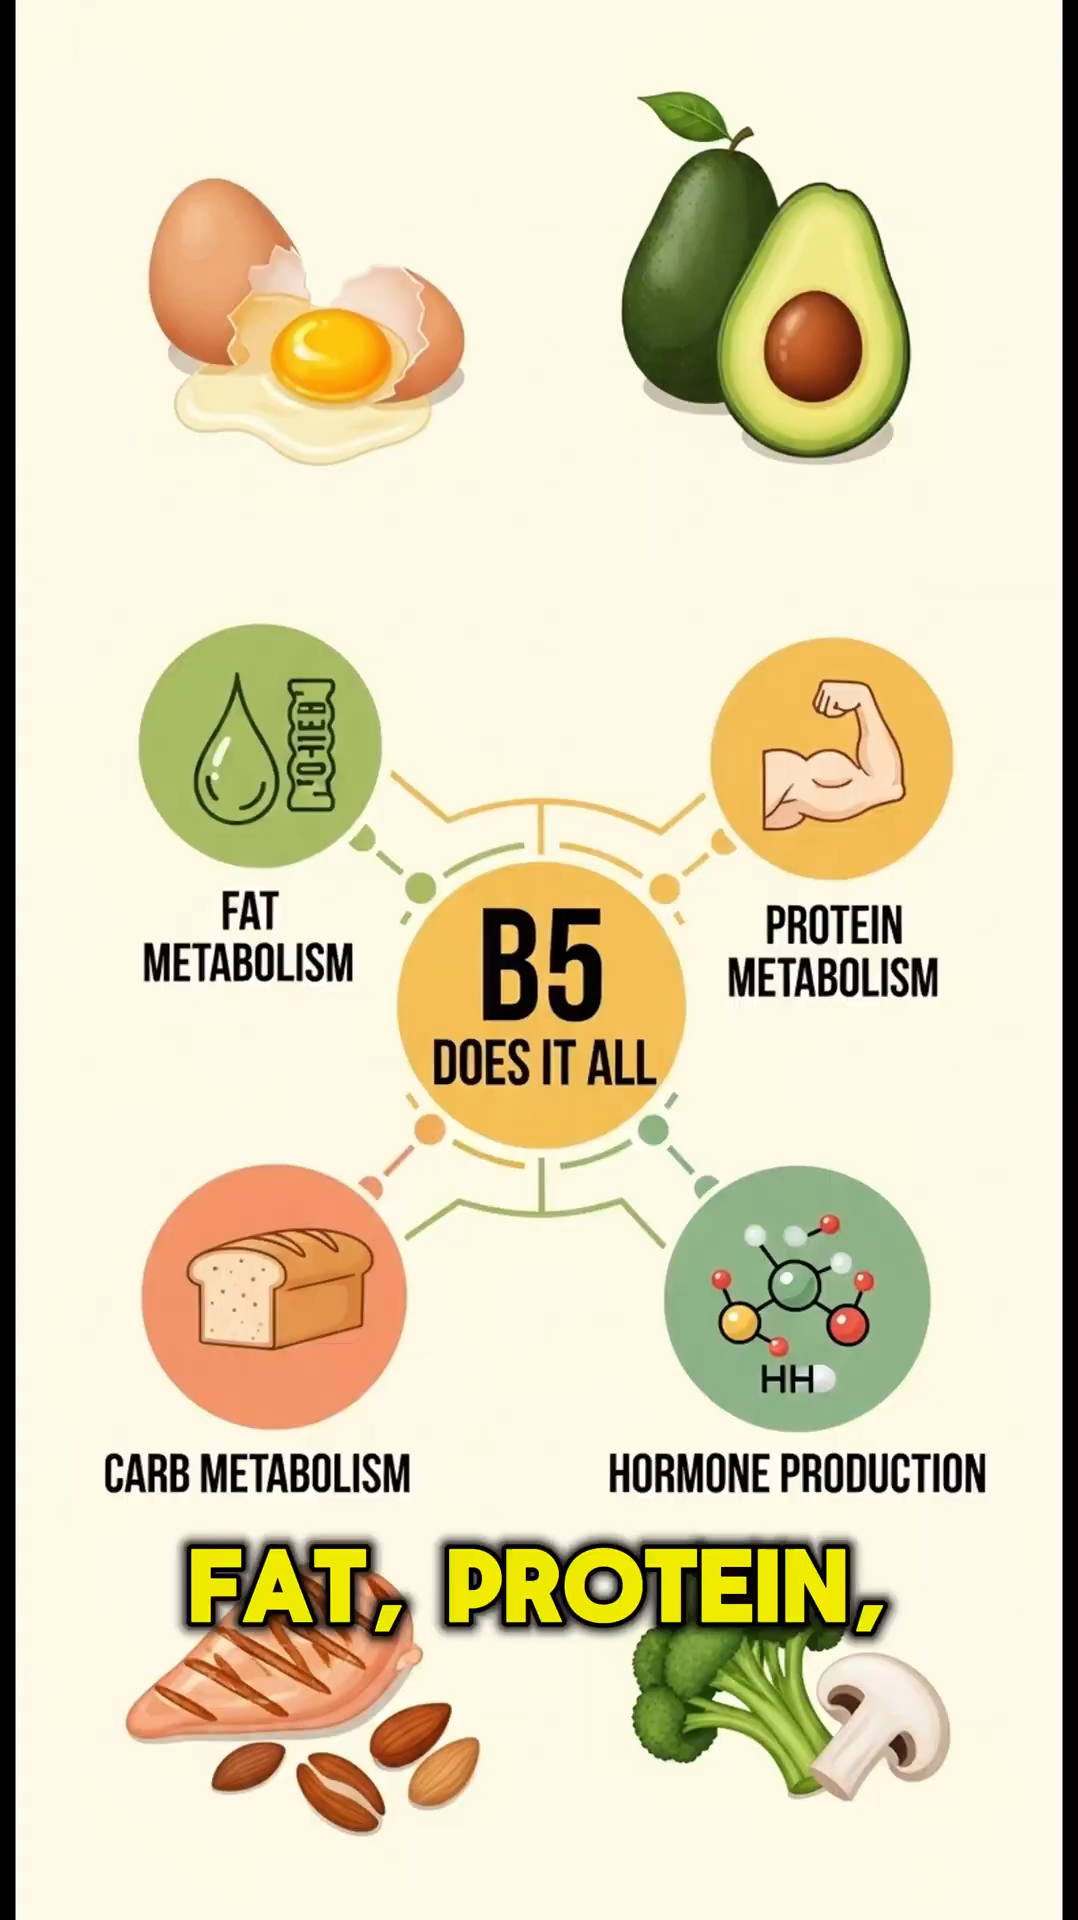 FAT
METABOLISM
PROTEIN
METABOLISM
B5
DOES IT ALL
CARB METABOLISM
HH
HORMONE PRODUCTION
FAT, PROTEIN,